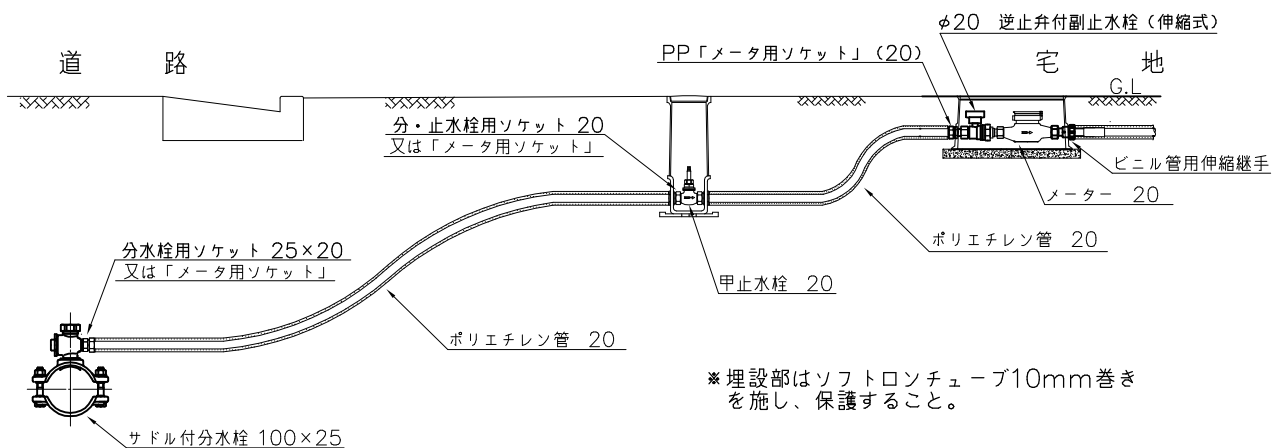 φ20 逆止弁付副止水栓（伸縮式）
PP「メータ用ソケット」（20）
道 路
宅 地
G.L
分・止水栓用ソケット 20
又は「メータ用ソケット」
ビニル管用伸縮継手
メーター 20
ポリエチレン管 20
分水栓用ソケット 25×20
又は「メータ用ソケット」
甲止水栓 20
ポリエチレン管 20
※埋設部はソフトロンチューブ10mm巻き
を施し、保護すること。
サドル付分水栓 100×25